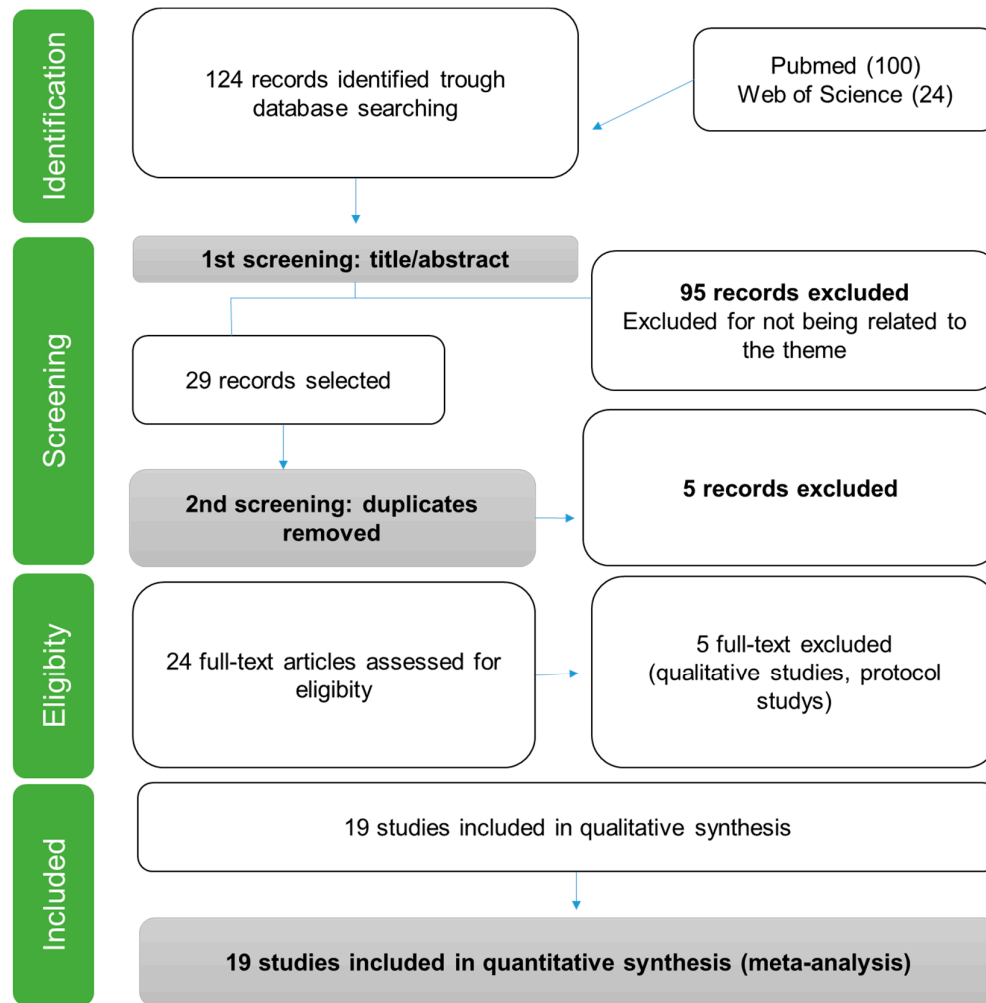 Identification
124 records identified trough
database searching
Pubmed (100)
Web of Science (24)
Screening
1st screening: title/abstract
95 records excluded
Excluded for not being related to
the theme
29 records selected
2nd screening: duplicates
removed
5 records excluded
Eligibity
24 full-text articles assessed for
eligibity
5 full-text excluded
(qualitative studies, protocol
studys)
Included
19 studies included in qualitative synthesis
19 studies included in quantitative synthesis (meta-analysis)